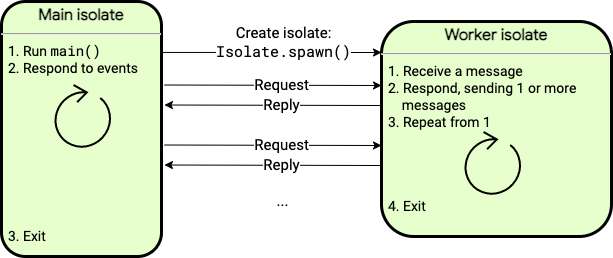 Main isolate
1. Run main()
2. Respond to events
3. Exit
Create isolate:
Isolate.spawn()
Request
Reply
Request
Reply
...
Worker isolate
1. Receive a message
2. Respond, sending 1 or more
messages
3. Repeat from 1
4. Exit